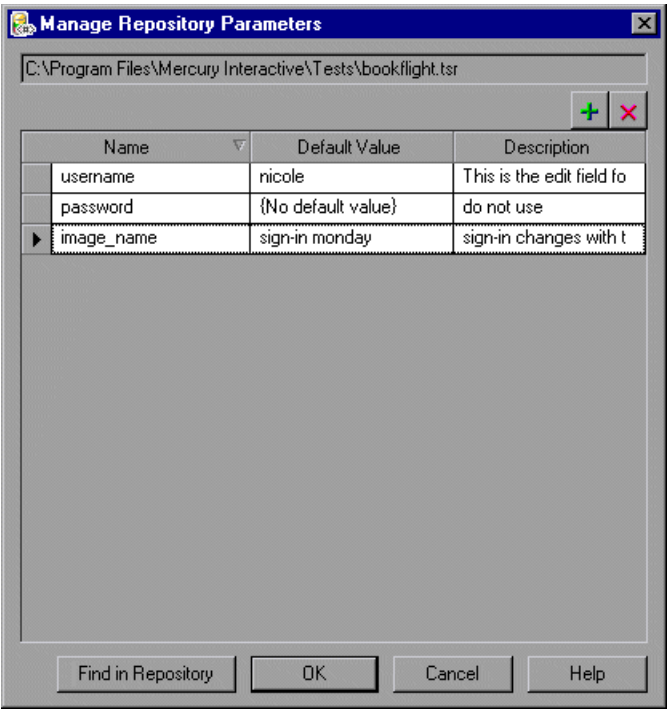 Manage Repository Parameters
C:\Program Files\Mercury Interactive\Tests\bookflight.tsr
Name Default Value Description
username nicole This is the edit field fo
password {No default value} do not use
image_name sign-in monday sign-in changes with t
Find in Repository OK Cancel Help